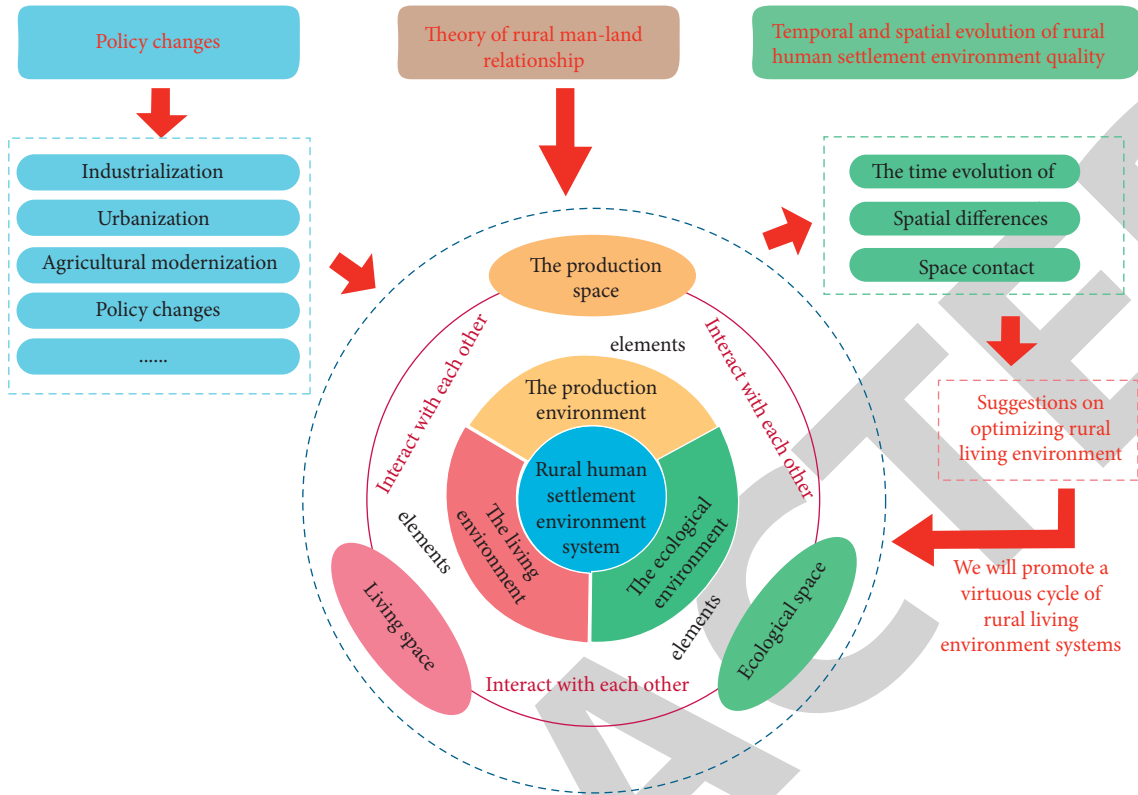 Policy changes
Theory of rural man-land
relationship
Temporal and spatial evolution of rural
human settlement environment quality
Industrialization
Urbanization
Agricultural modernization
Policy changes
......
The time evolution of
Spatial differences
Space contact
Suggestions on
optimizing rural
living environment
We will promote a
virtuous cycle of
rural living
environment systems
The production
space
Interact with each other
Interact with each other
elements
The production
environment
Rural human
settlement
environment
system
elements
The living
environment
The ecological
environment
elements
Living space
Ecological space
Interact with each other